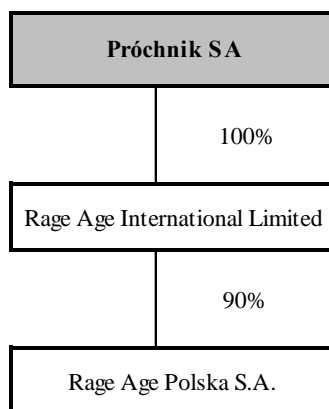 Próchnik SA
100%
Rage Age International Limited
90%
Rage Age Polska S.A.